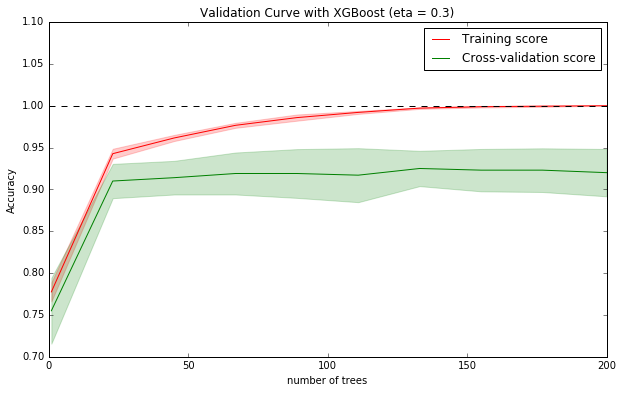 Validation Curve with XGBoost (eta = 0.3)
Training score
Cross-validation score
1.10
1.05
1.00
0.95
0.90
0.85
0.80
0.75
0.70
Accuracy
0
50
100
150
200
number of trees